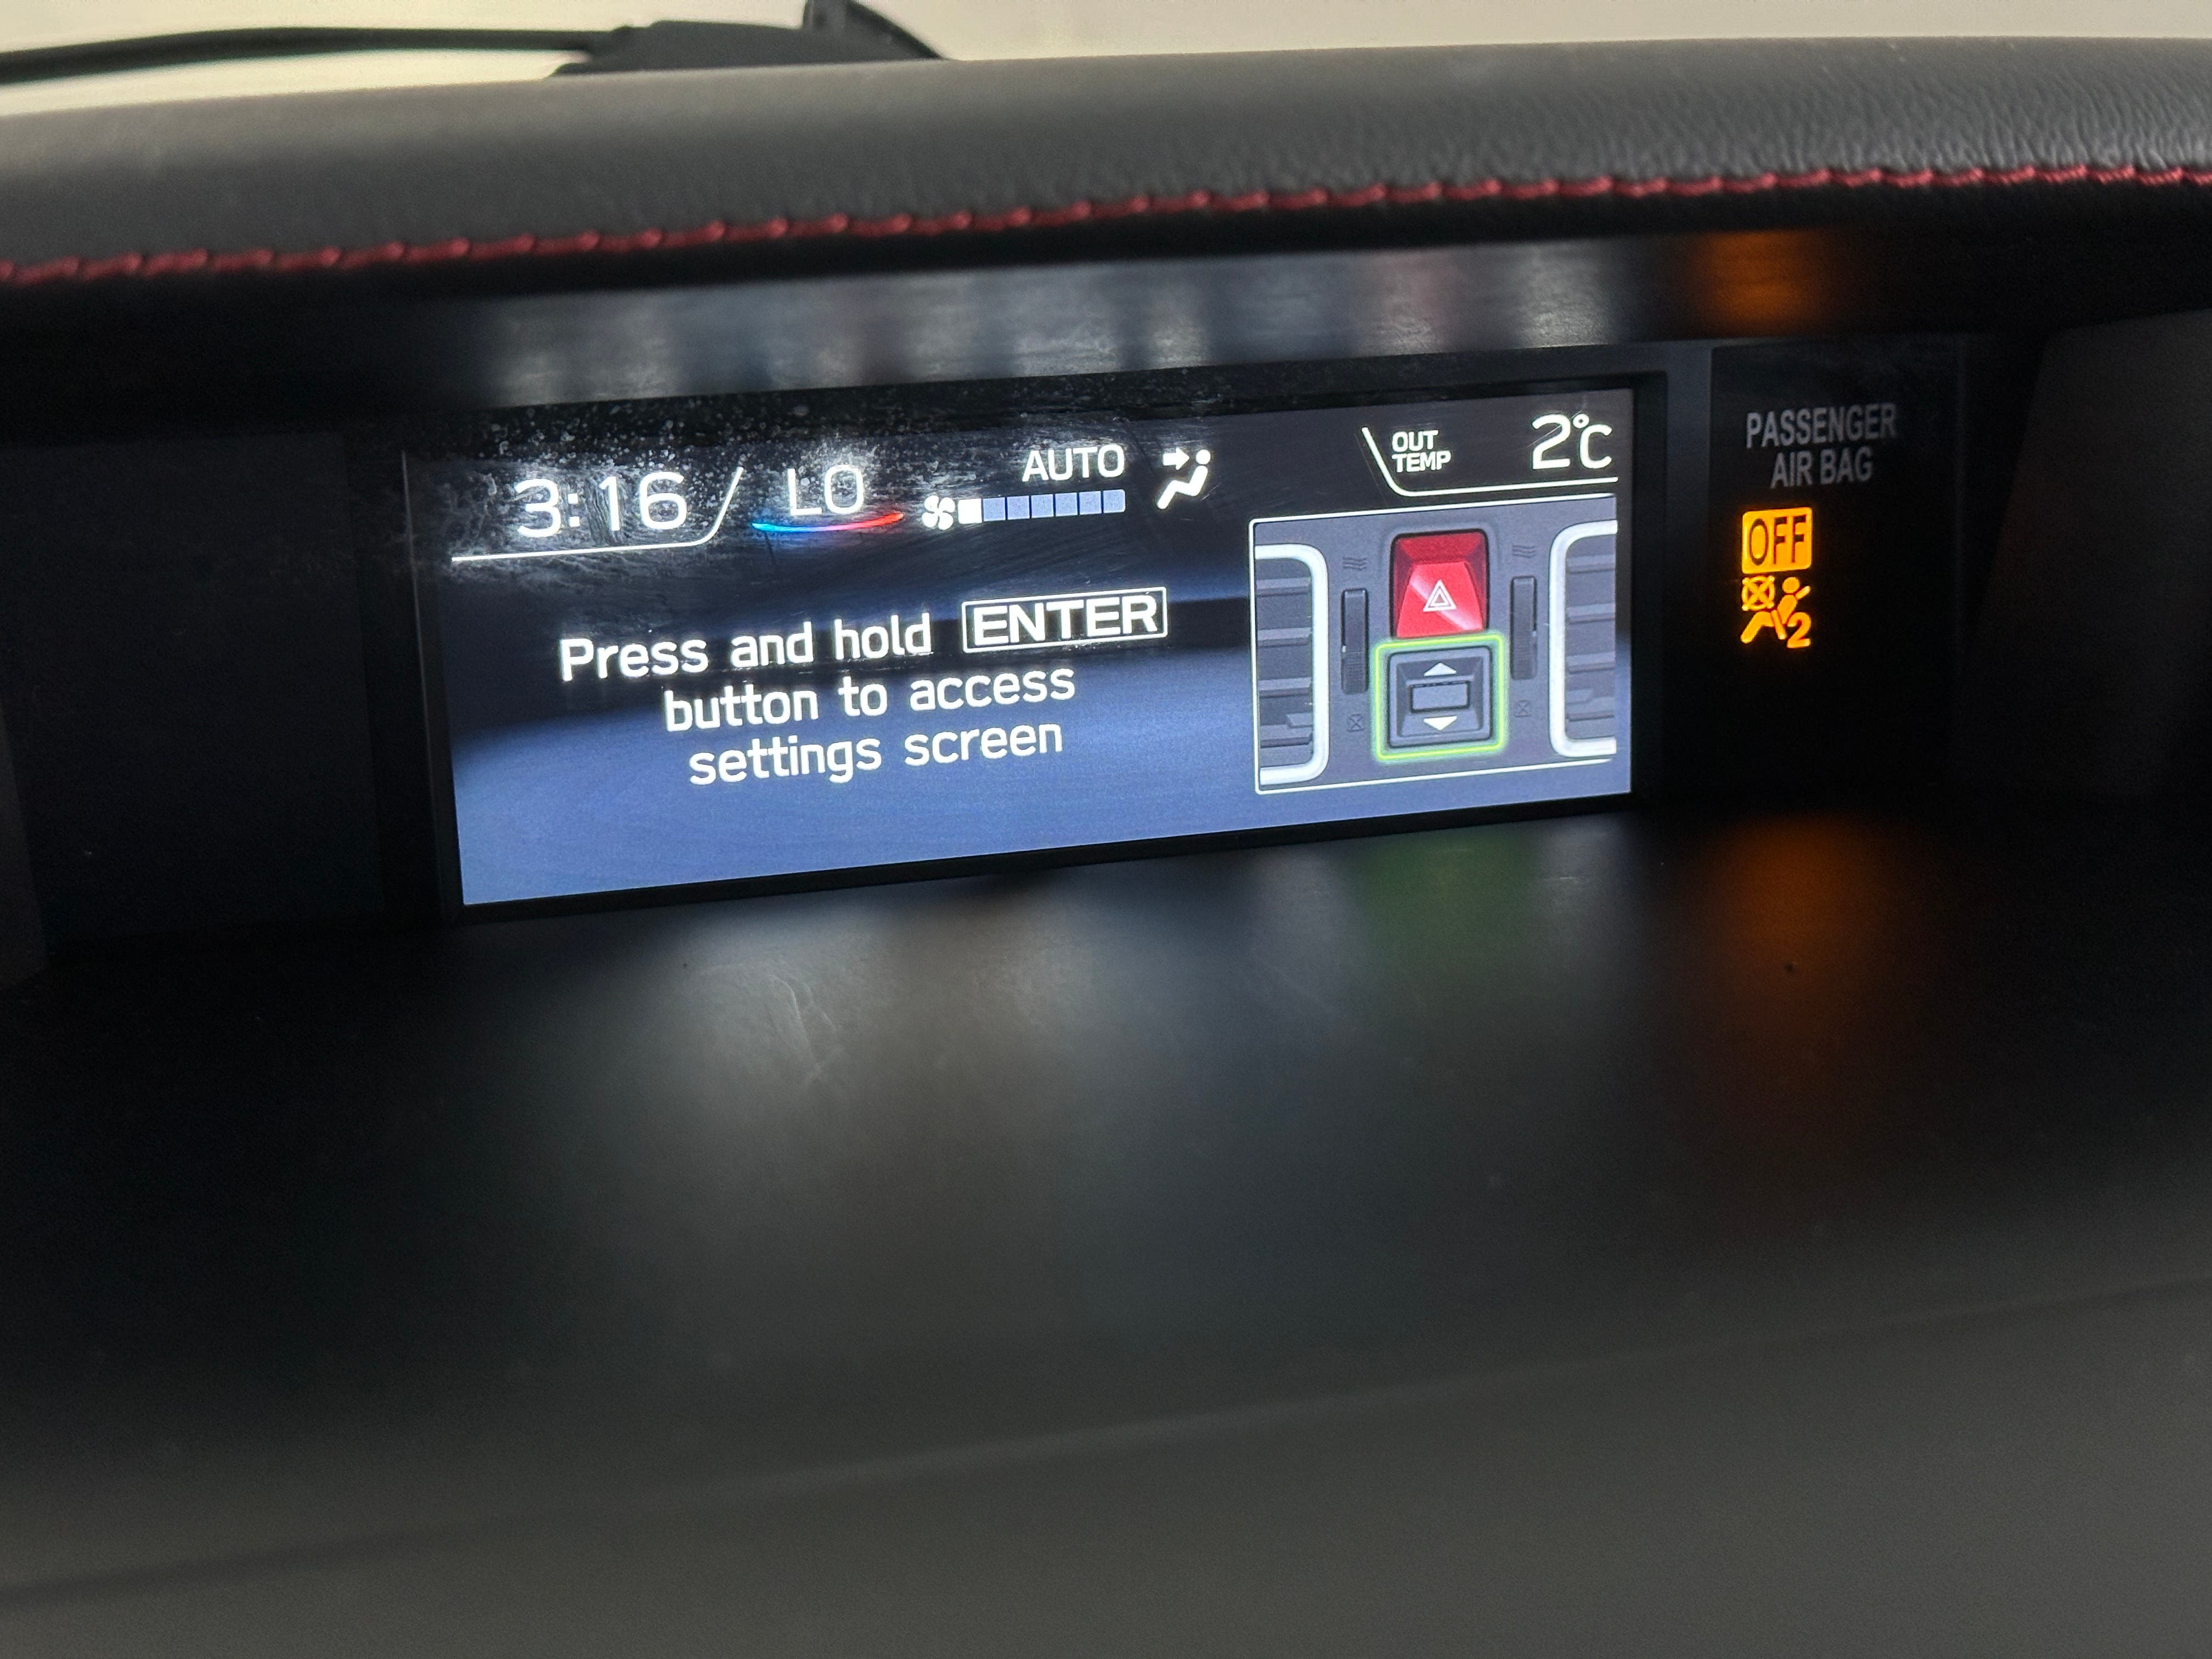 3:16
LO
AUTO
OUT
TEMP
2°C
Press and hold ENTER
button to access
settings screen
PASSENGER
AIR BAG
OFF
2